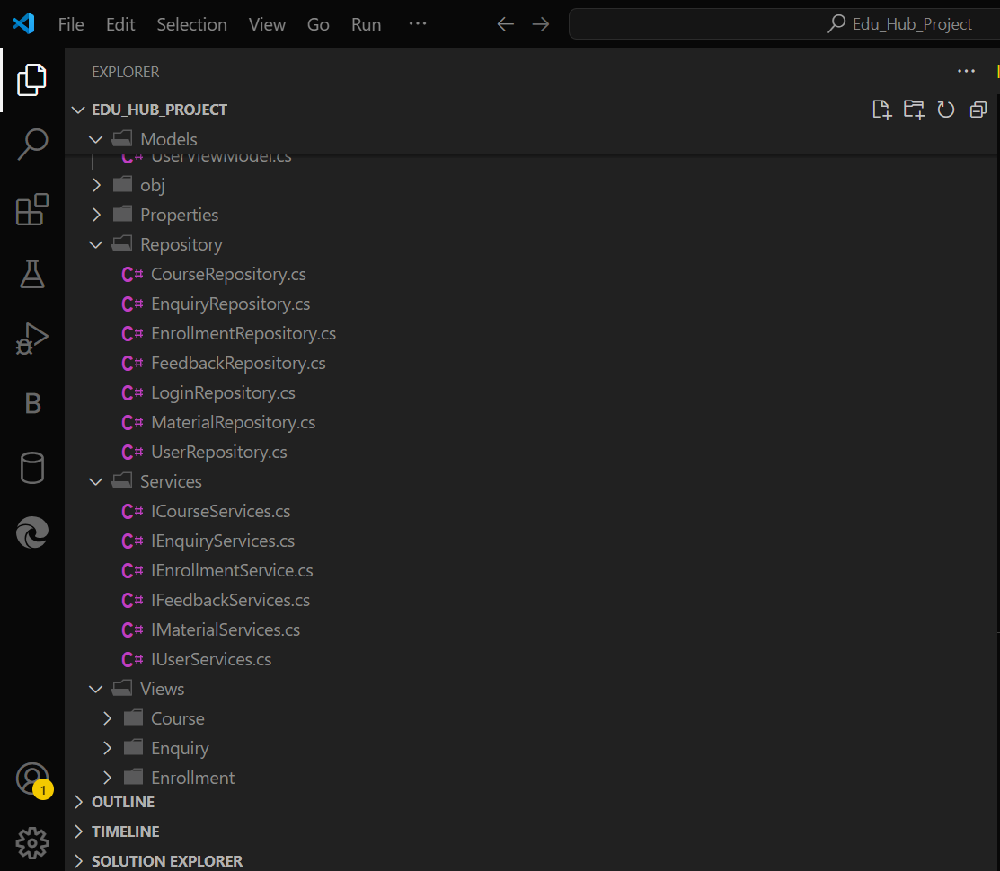 File Edit Selection View Go Run ··· Edu_Hub_Project
EXPLORER ···
EDU_HUB_PROJECT
Models
C# UserViewModel.cs
obj
Properties
Repository
C# CourseRepository.cs
C# EnquiryRepository.cs
C# EnrollmentRepository.cs
C# FeedbackRepository.cs
C# LoginRepository.cs
C# MaterialRepository.cs
C# UserRepository.cs
Services
C# ICourseServices.cs
C# IEnquiryServices.cs
C# IEnrollmentService.cs
C# IFeedbackServices.cs
C# IMaterialServices.cs
C# IUserServices.cs
Views
Course
Enquiry
Enrollment
OUTLINE
TIMELINE
SOLUTION EXPLORER
B
1